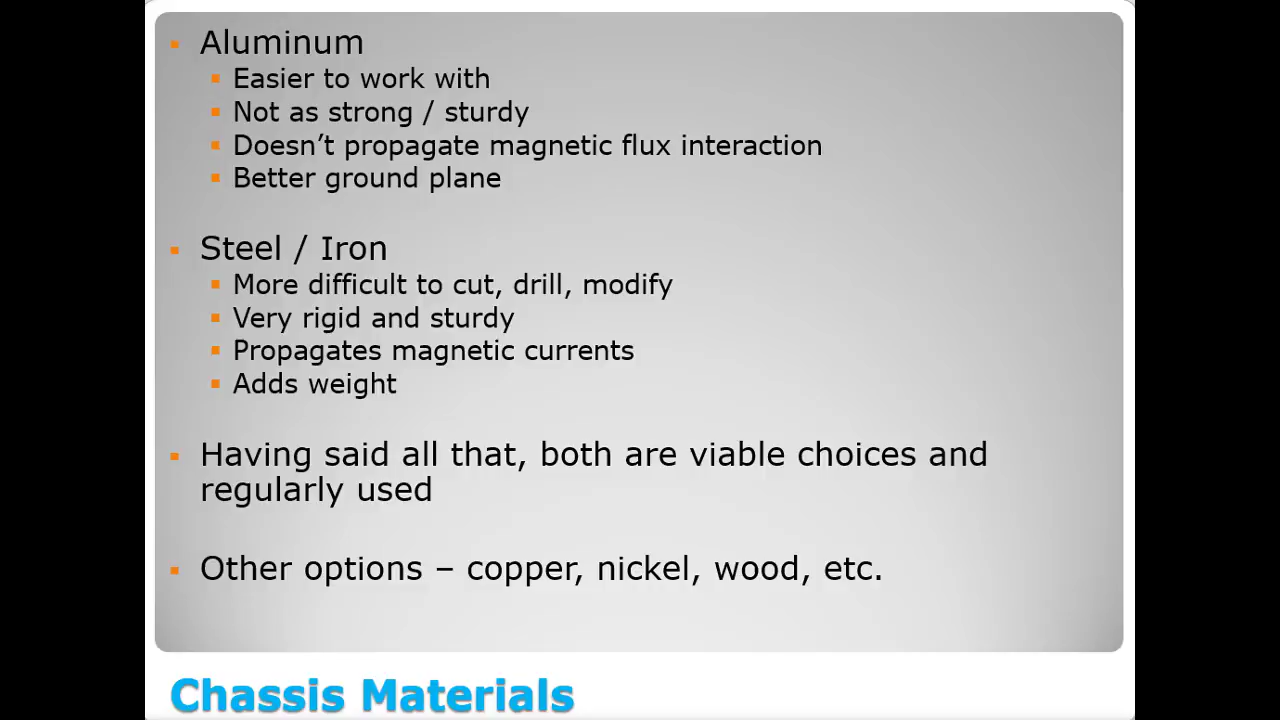 Aluminum
Easier to work with
Not as strong / sturdy
Doesn’t propagate magnetic flux interaction
Better ground plane
Steel / Iron
More difficult to cut, drill, modify
Very rigid and sturdy
Propagates magnetic currents
Adds weight
Having said all that, both are viable choices and
regularly used
Other options – copper, nickel, wood, etc.
Chassis Materials